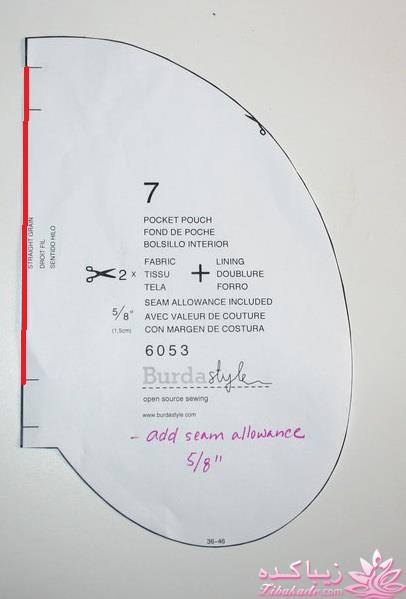 7
POCKET POUCH
FOND DE POCHE
BOLSILLO INTERIOR
2 x
FABRIC
TISSU
TELA
+
LINING
DOUBLURE
FORRO
5/8"
(1,5cm)
SEAM ALLOWANCE INCLUDED
AVEC VALEUR DE COUTURE
CON MARGEN DE COSTURA
6053
Burdastyle
open source sewing
www.burdastyle.com
- add seam allowance
5/8"
36-46
STRAIGHT GRAIN
DROIT FIL
SENTIDO HILO
زیباکده
Zibakade.com